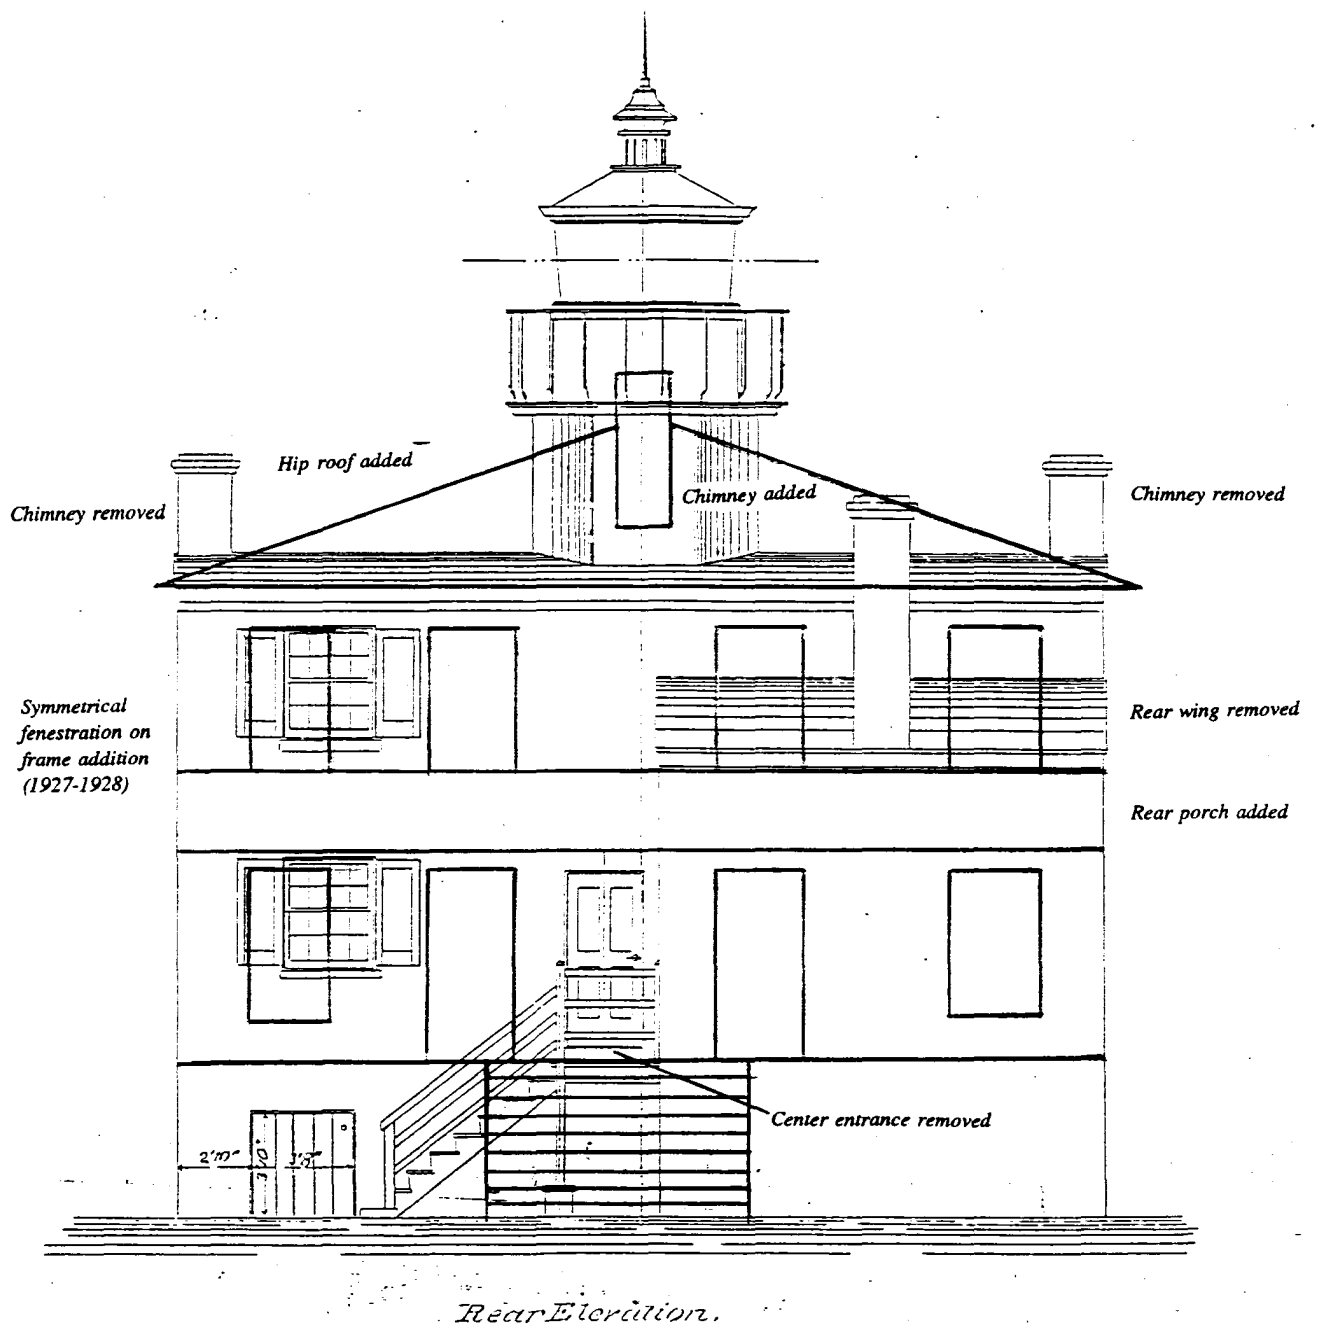 Hip roof added
Chimney added
Chimney removed
Chimney removed
Symmetrical
fenestration on
frame addition
(1927-1928)
Rear wing removed
Rear porch added
Center entrance removed
Rear Elevation.